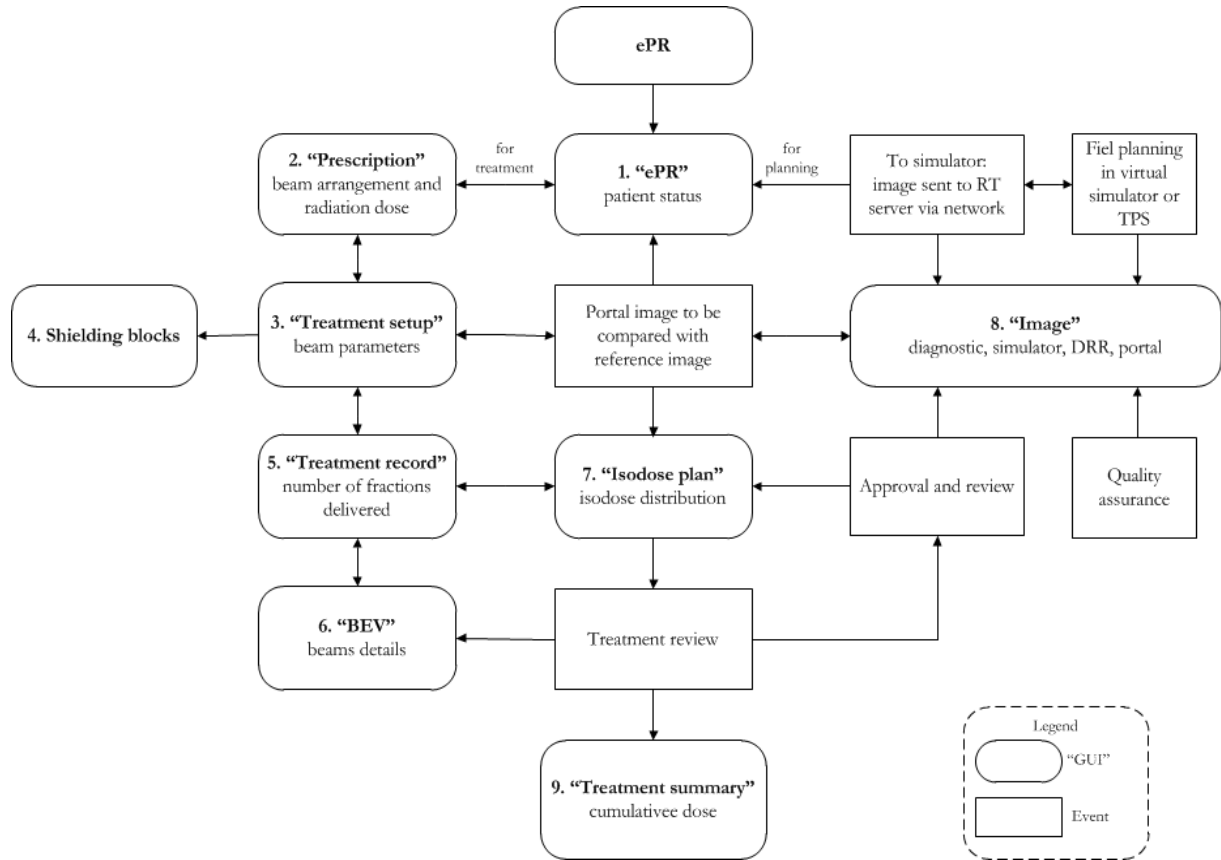 ePR
2. “Prescription”
beam arrangement and
radiation dose
for
treatment
1. “ePR”
patient status
for
planning
To simulator:
image sent to RT
server via network
Fiel planning
in virtual
simulator or
TPS
4. Shielding blocks
3. “Treatment setup”
beam parameters
Portal image to be
compared with
reference image
8. “Image”
diagnostic, simulator, DRR, portal
5. “Treatment record”
number of fractions
delivered
7. “Isodose plan”
isodose distribution
Approval and review
Quality
assurance
6. “BEV”
beams details
Treatment review
9. “Treatment summary”
cumulativee dose
Legend
“GUI”
Event